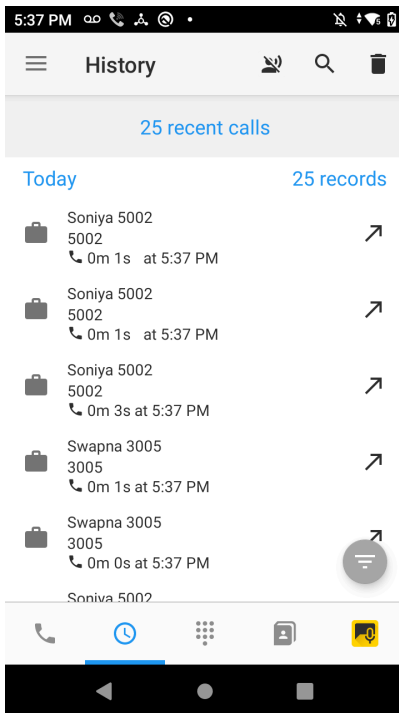 5:37 PM
History
25 recent calls
Today 25 records
Soniya 5002
5002
0m 1s at 5:37 PM
Soniya 5002
5002
0m 1s at 5:37 PM
Soniya 5002
5002
0m 3s at 5:37 PM
Swapna 3005
3005
0m 1s at 5:37 PM
Swapna 3005
3005
0m 0s at 5:37 PM
Soniya 5002